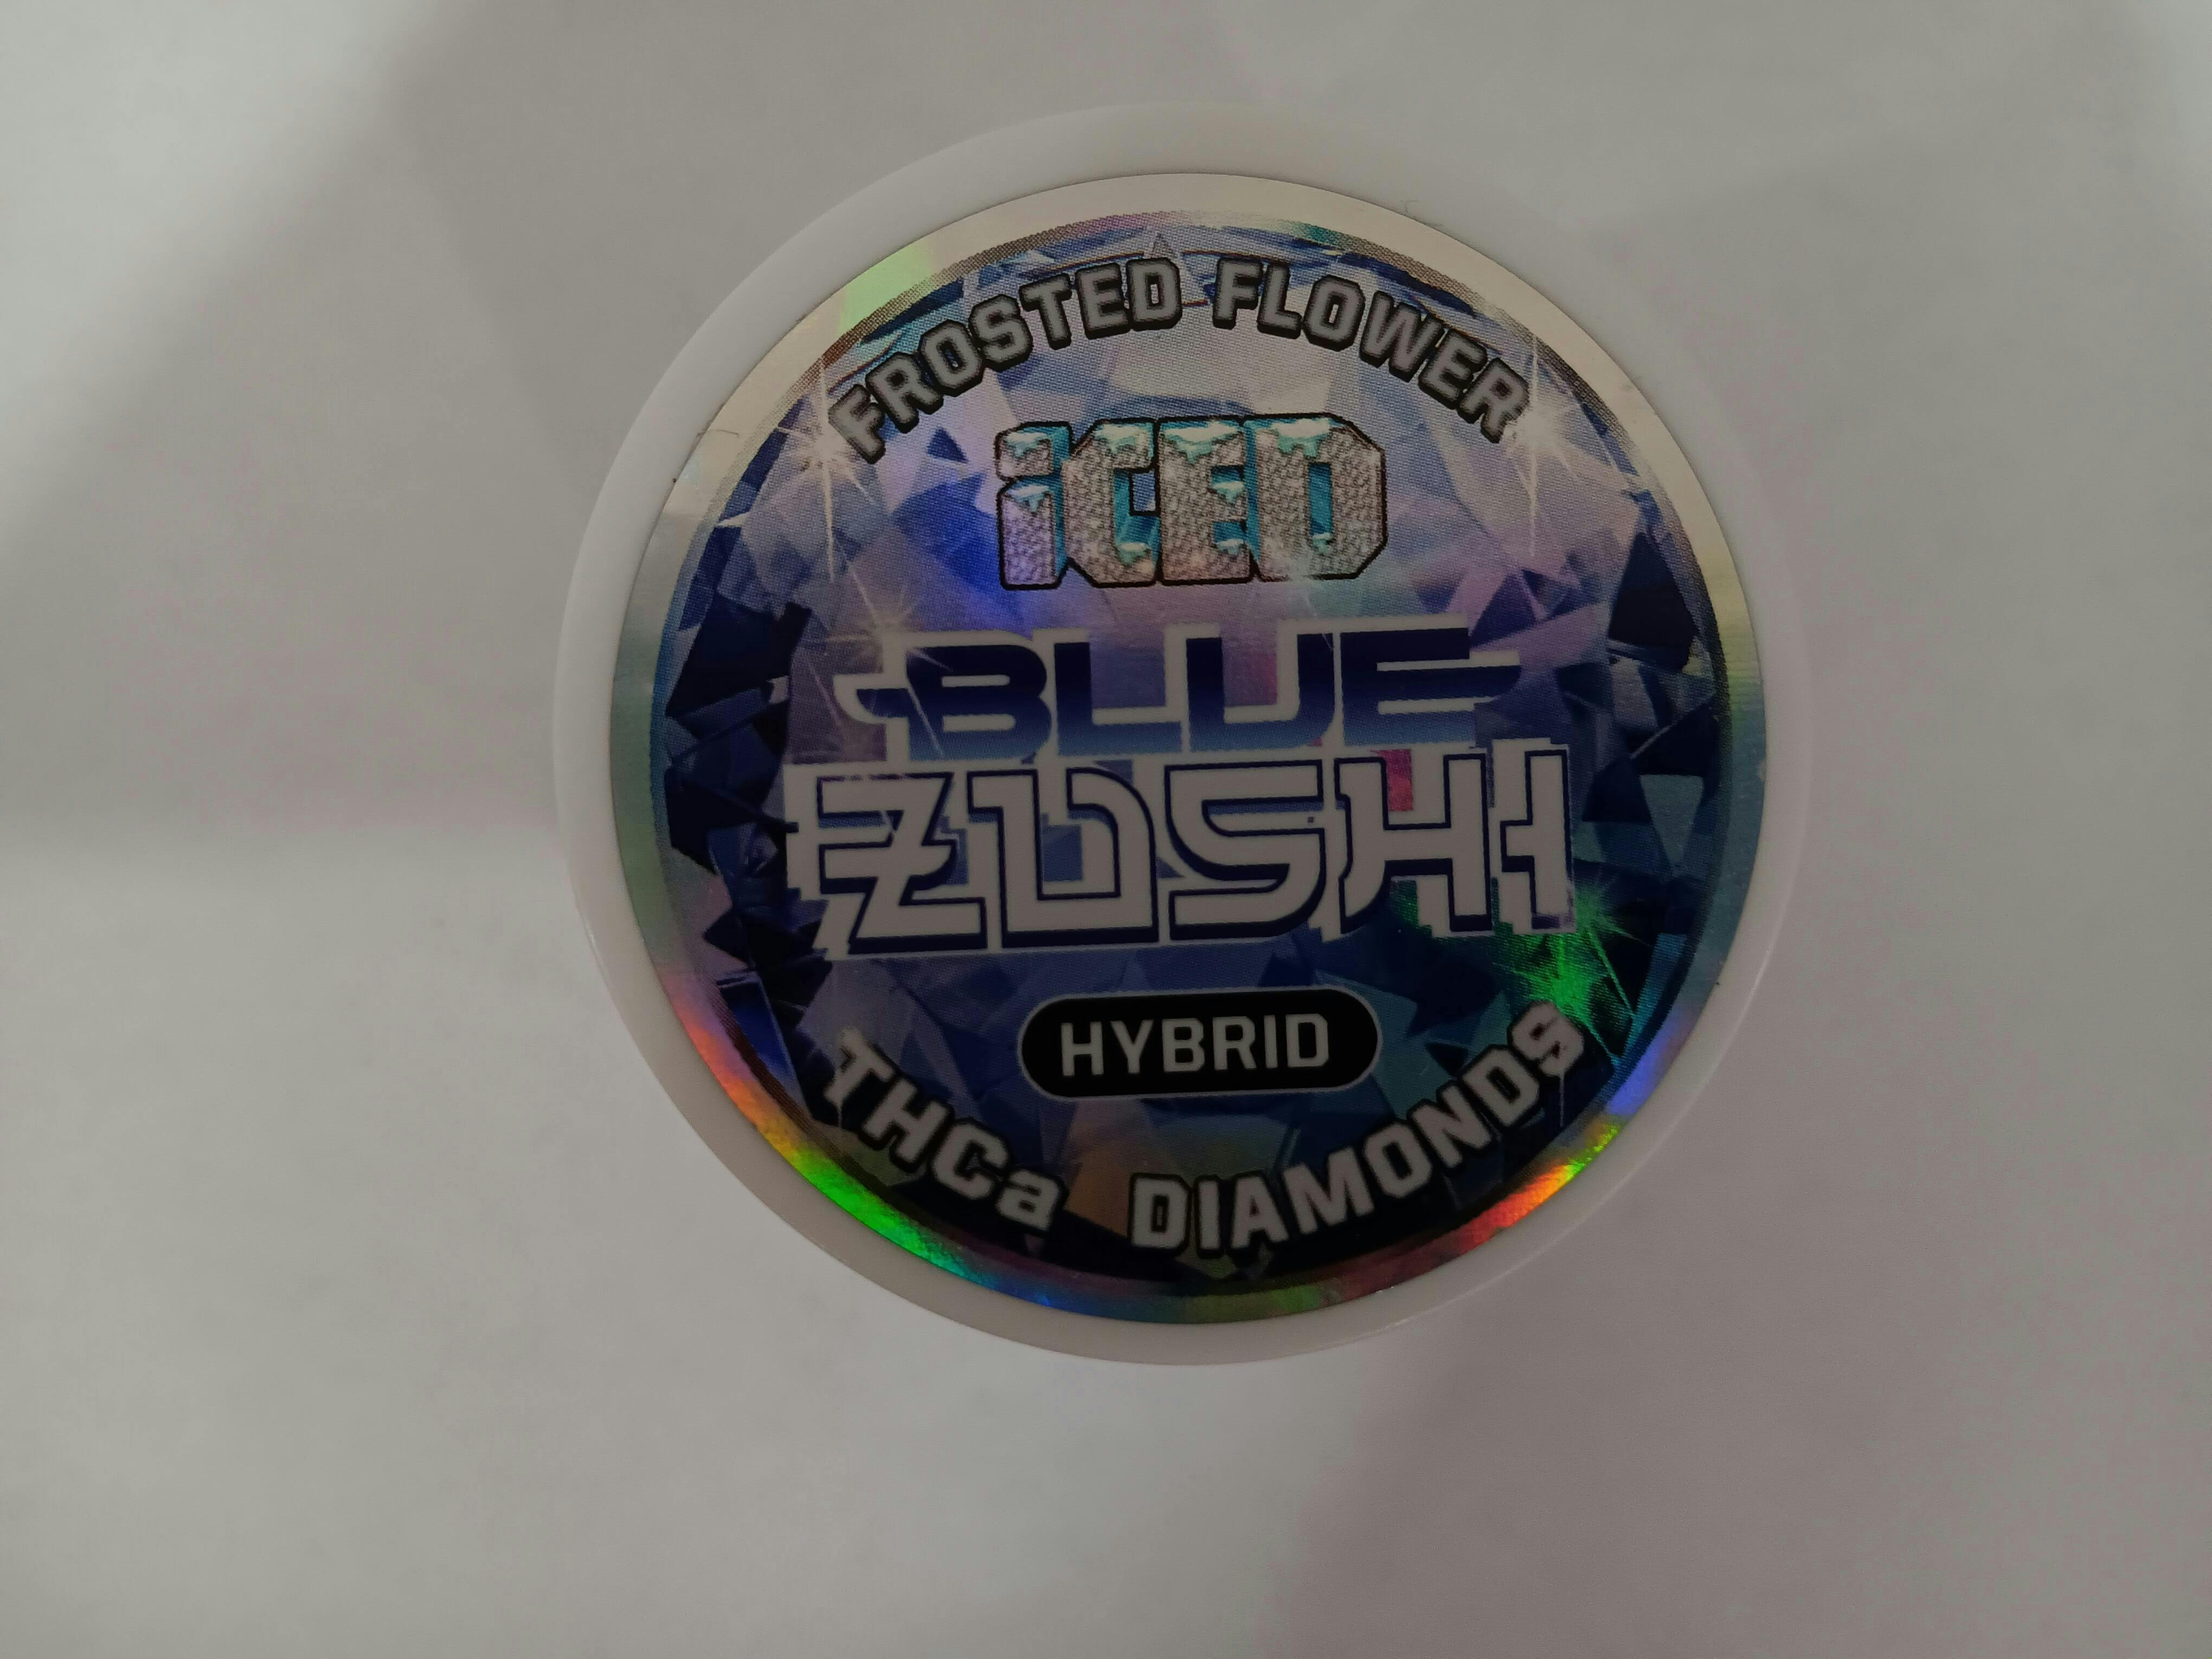 FROSTED FLOWER
iCED
BLUE
ZUSHI
HYBRID
THCa DIAMONDS